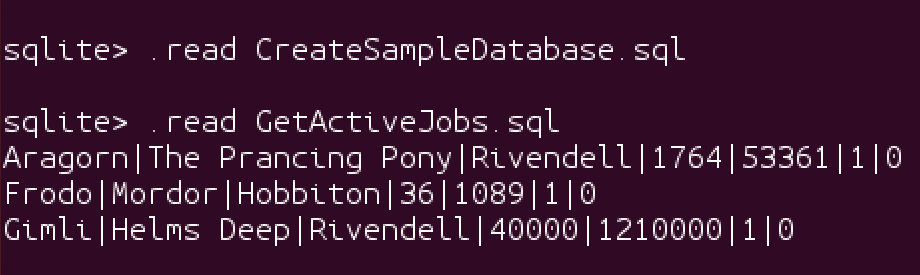 sqlite> .read CreateSampleDatabase.sql
sqlite> .read GetActiveJobs.sql
Aragorn|The Prancing Pony|Rivendell|1764|53361|1|0
Frodo|Mordor|Hobbiton|36|1089|1|0
Gimli|Helms Deep|Rivendell|40000|1210000|1|0